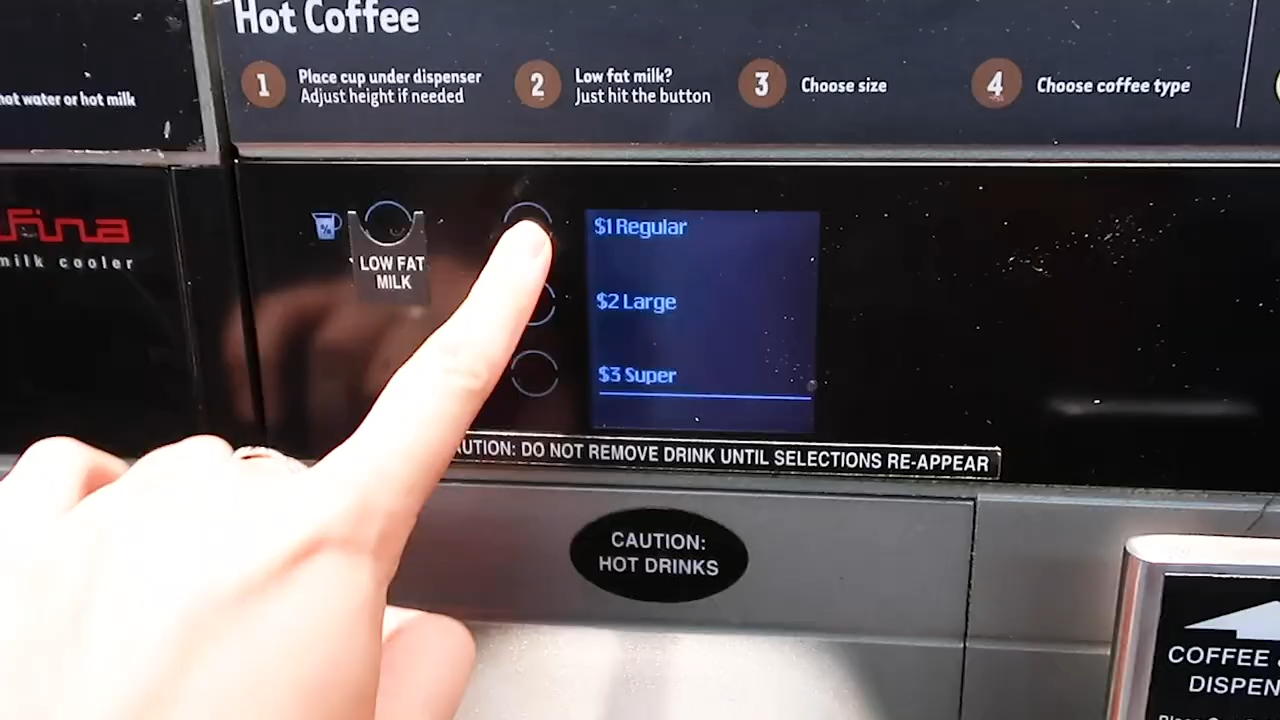 Hot Coffee
1 Place cup under dispenser
Adjust height if needed
2 Low fat milk?
Just hit the button
3 Choose size
4 Choose coffee type
hot water or hot milk
fina
milk cooler
%
LOW FAT
MILK
$1 Regular
$2 Large
$3 Super
CAUTION: DO NOT REMOVE DRINK UNTIL SELECTIONS RE-APPEAR
CAUTION:
HOT DRINKS
COFFEE
DISPEN